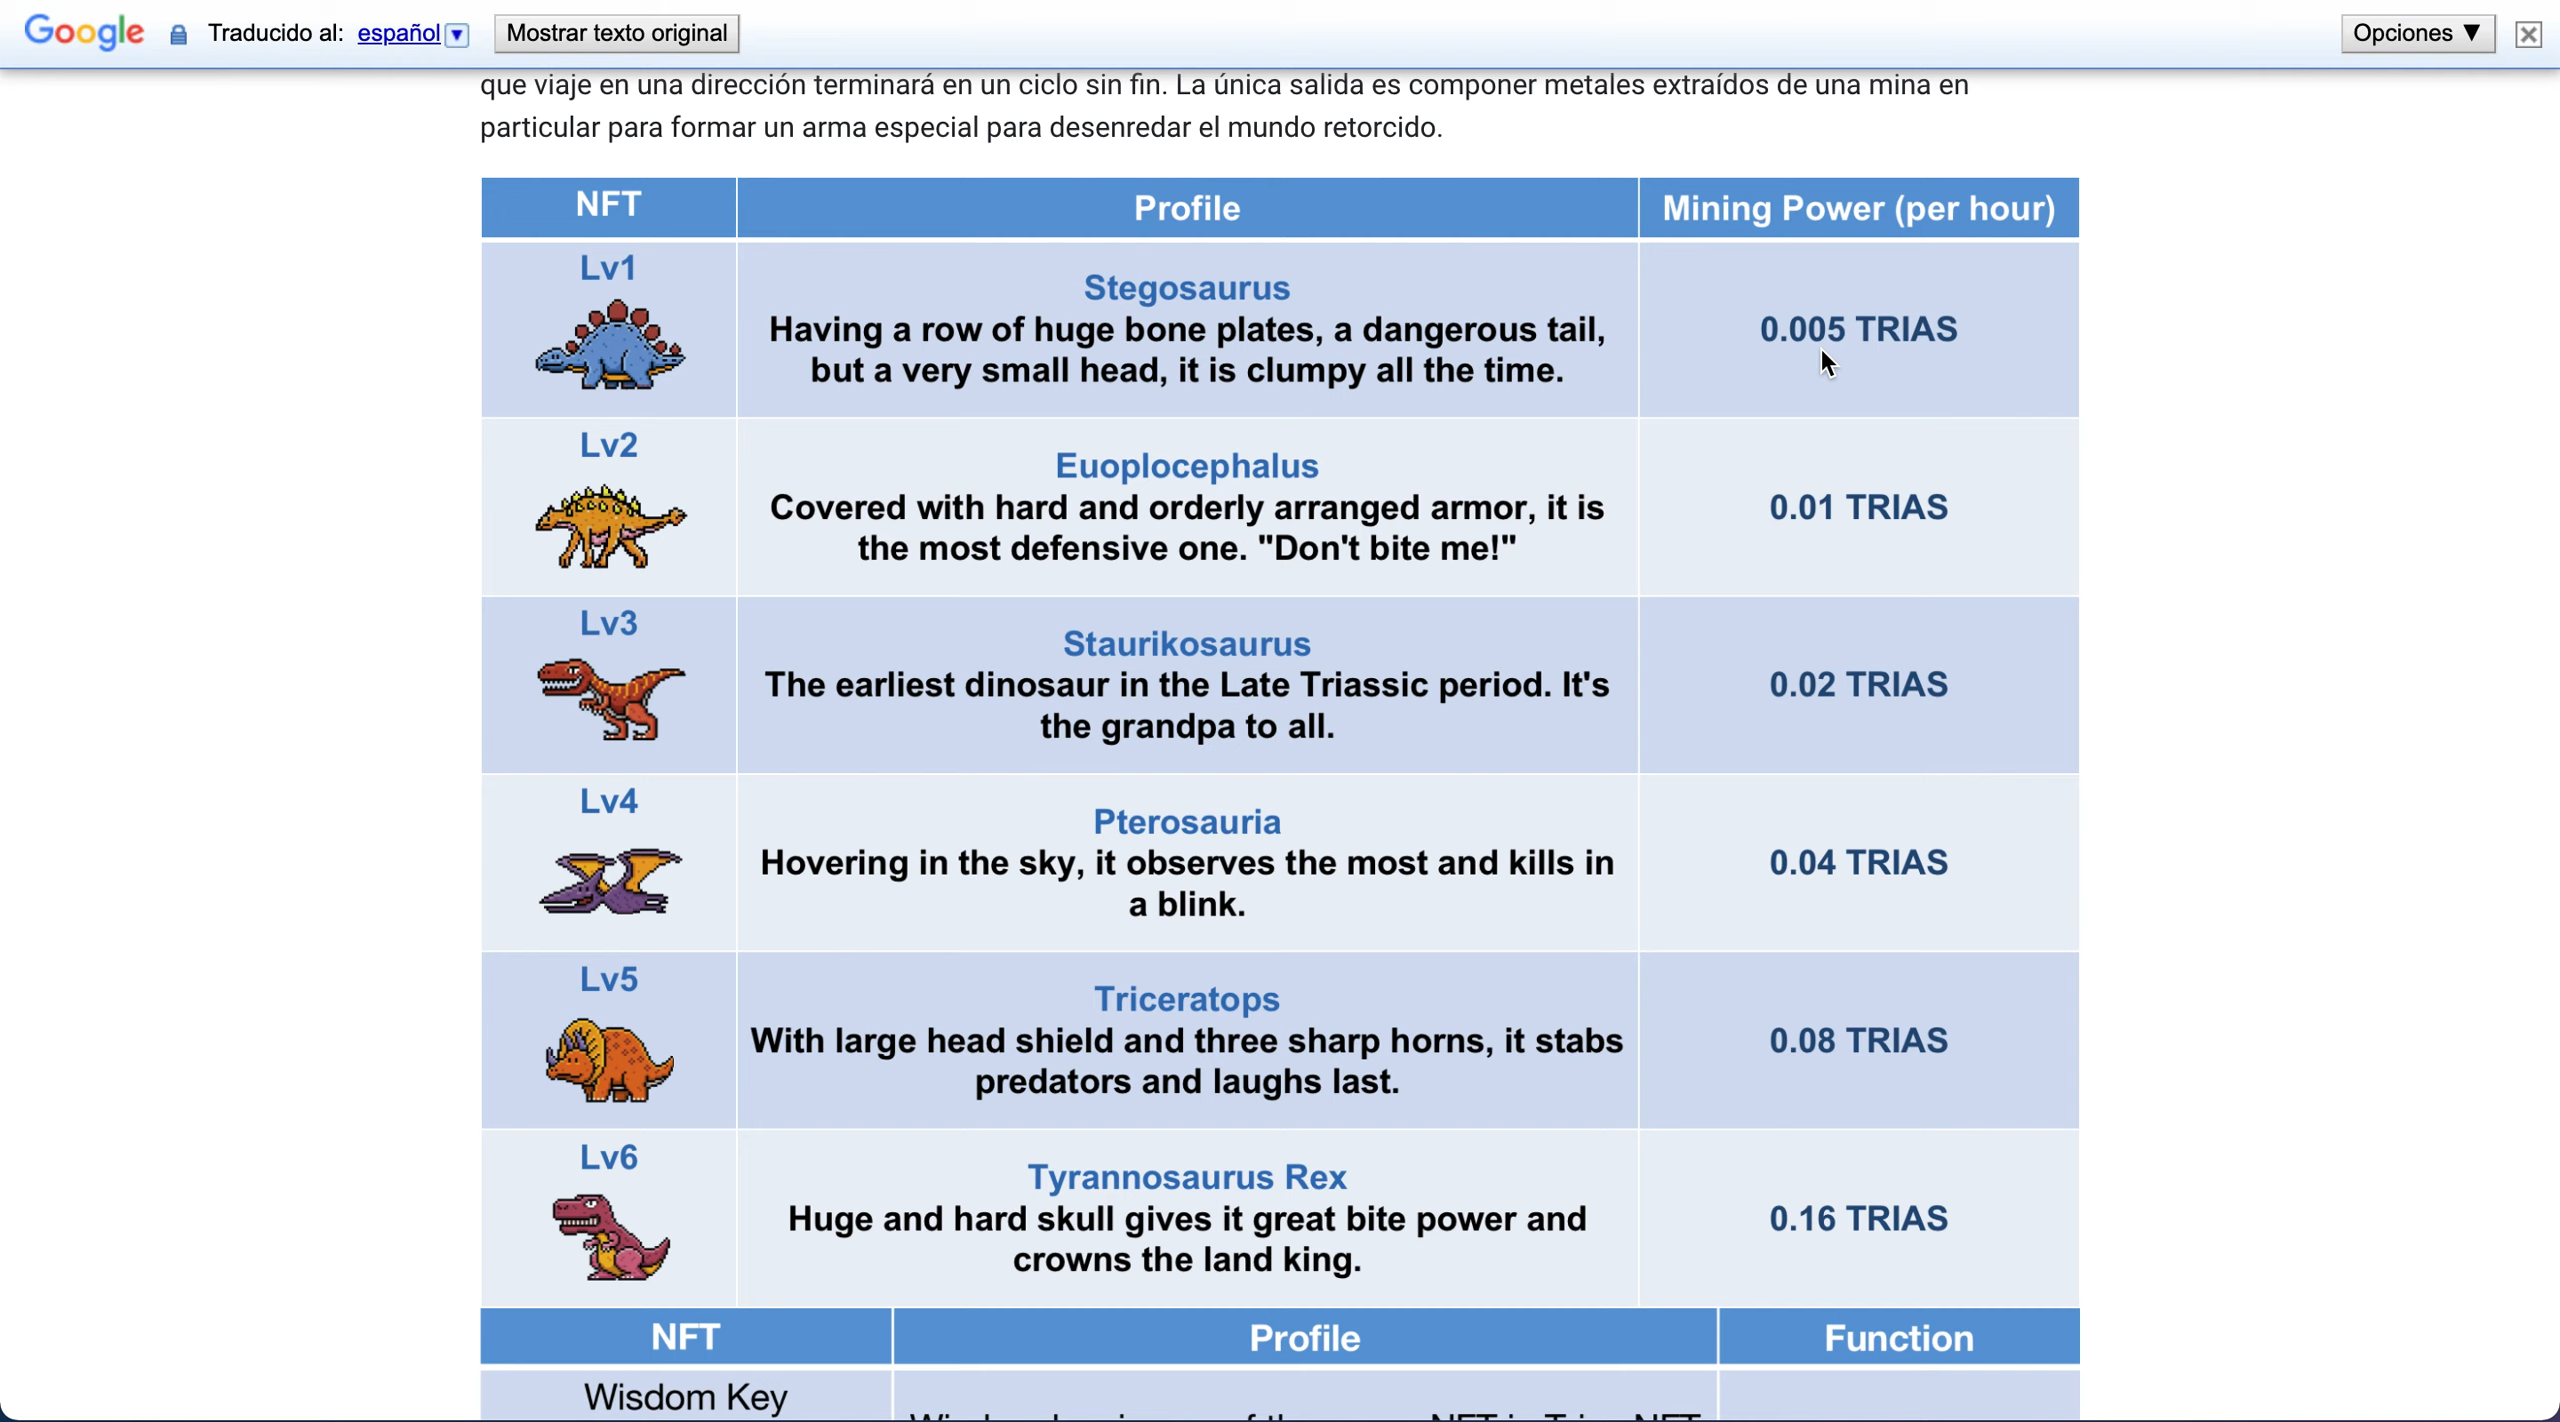 Google Traducido al: español Mostrar texto original Opciones ▼
que viaje en una dirección terminará en un ciclo sin fin. La única salida es componer metales extraídos de una mina en
particular para formar un arma especial para desenredar el mundo retorcido.
NFT Profile Mining Power (per hour)
Lv1
Stegosaurus
Having a row of huge bone plates, a dangerous tail,
but a very small head, it is clumpy all the time.
0.005 TRIAS
Lv2
Euoplocephalus
Covered with hard and orderly arranged armor, it is
the most defensive one. "Don't bite me!"
0.01 TRIAS
Lv3
Staurikosaurus
The earliest dinosaur in the Late Triassic period. It's
the grandpa to all.
0.02 TRIAS
Lv4
Pterosauria
Hovering in the sky, it observes the most and kills in
a blink.
0.04 TRIAS
Lv5
Triceratops
With large head shield and three sharp horns, it stabs
predators and laughs last.
0.08 TRIAS
Lv6
Tyrannosaurus Rex
Huge and hard skull gives it great bite power and
crowns the land king.
0.16 TRIAS
NFT Profile Function
Wisdom Key